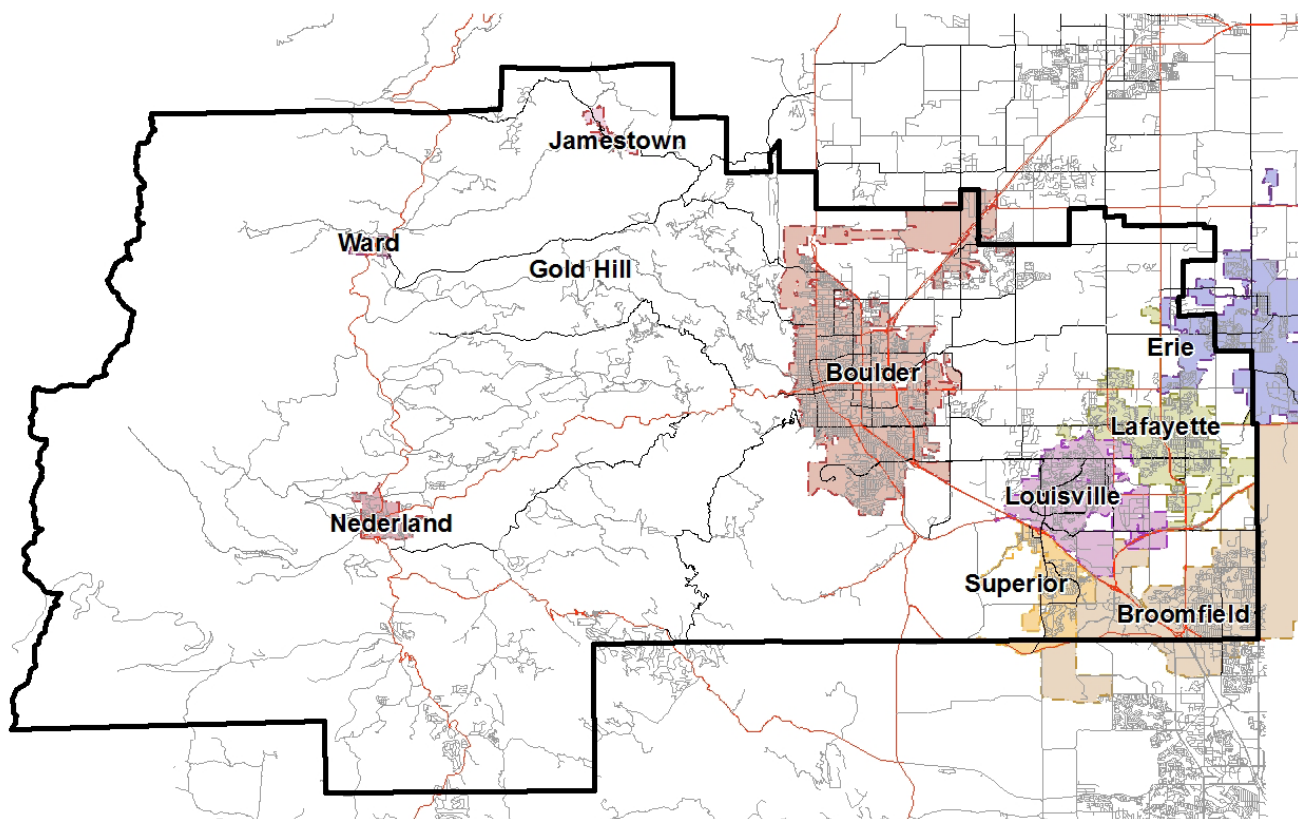 Jamestown
Ward
Gold Hill
Erie
Boulder
Lafayette
Louisville
Nederland
Superior
Broomfield